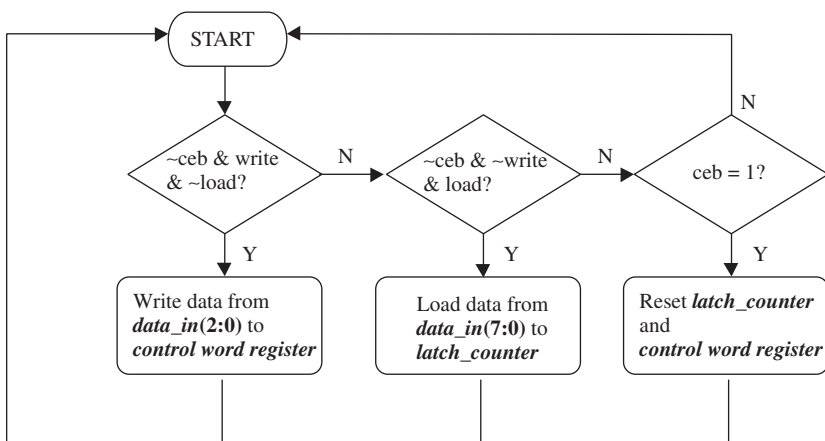 START
~ceb & write
& ~load?
N
~ceb & ~write
& load?
N
ceb = 1?
N
Y
Y
Y
Write data from
data_in(2:0) to
control word register
Load data from
data_in(7:0) to
latch_counter
Reset latch_counter
and
control word register